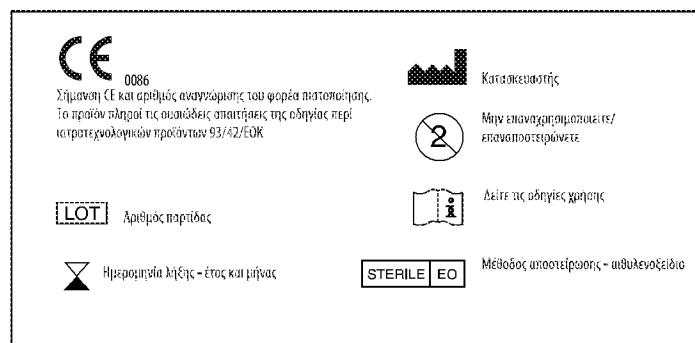 CE
0086
Σήμανση CE και αριθμός αναγνώρισης του φορέα πιστοποίησης.
Το προϊόν πληροί τις ουσιώδεις απαιτήσεις της οδηγίας περί
ιατροτεχνολογικών προϊόντων 93/42/ΕΟΚ
LOT Αριθμός παρτίδας
Ημερομηνία λήξης – έτος και μήνας
Κατασκευαστής
2
Μην επαναχρησιμοποιείτε/
επαναποστειρώνετε
Δείτε τις οδηγίες χρήσης
STERILE EO Μέθοδος αποστείρωσης – αιθυλενοξείδιο